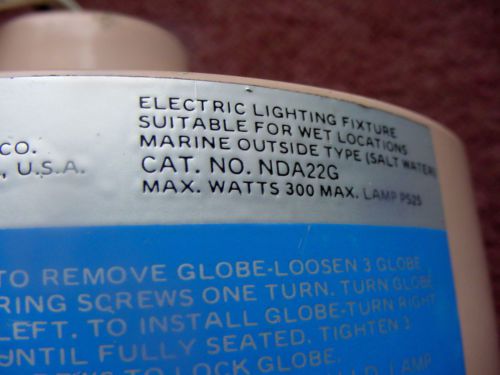 ELECTRIC LIGHTING FIXTURE
SUITABLE FOR WET LOCATIONS
MARINE OUTSIDE TYPE (SALT WATER)
CAT. NO. NDA22G
MAX. WATTS 300 MAX. LAMP PS25
CO.
, U.S.A.
TO REMOVE GLOBE-LOOSEN 3 GLOBE
RING SCREWS ONE TURN. TURN GLOBE
LEFT. TO INSTALL GLOBE-TURN RIGHT
UNTIL FULLY SEATED. TIGHTEN 3
TO LOCK GLOBE.
LAMP